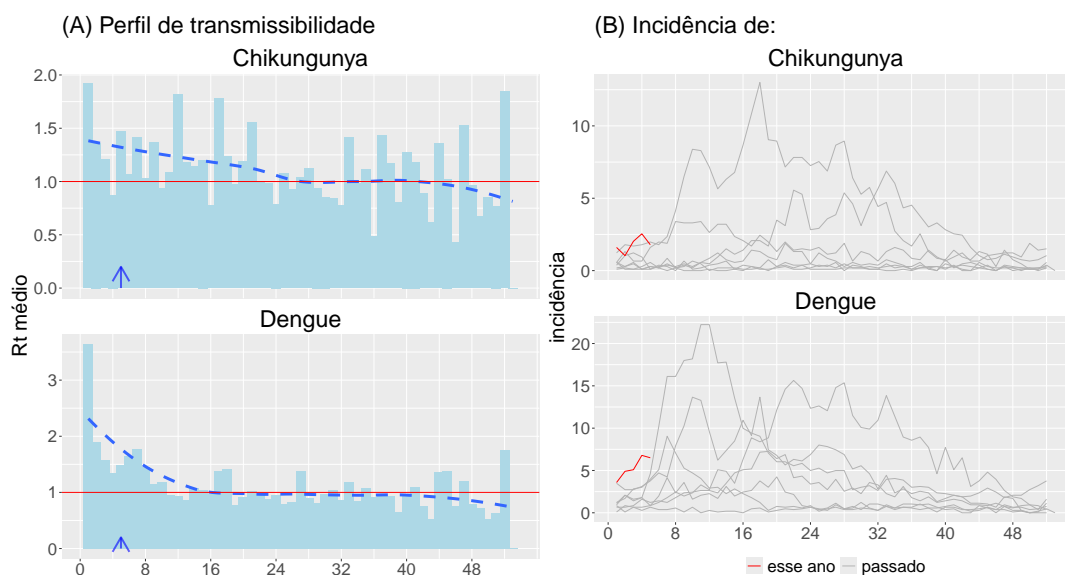 (A) Perfil de transmissibilidade
Chikungunya
2.0
1.5
1.0
0.5
0.0
Dengue
3
2
1
0
Rt médio
0 8 16 24 32 40 48
(B) Incidência de:
Chikungunya
10
5
0
Dengue
20
15
10
5
0
incidência
0 8 16 24 32 40 48
esse ano passado